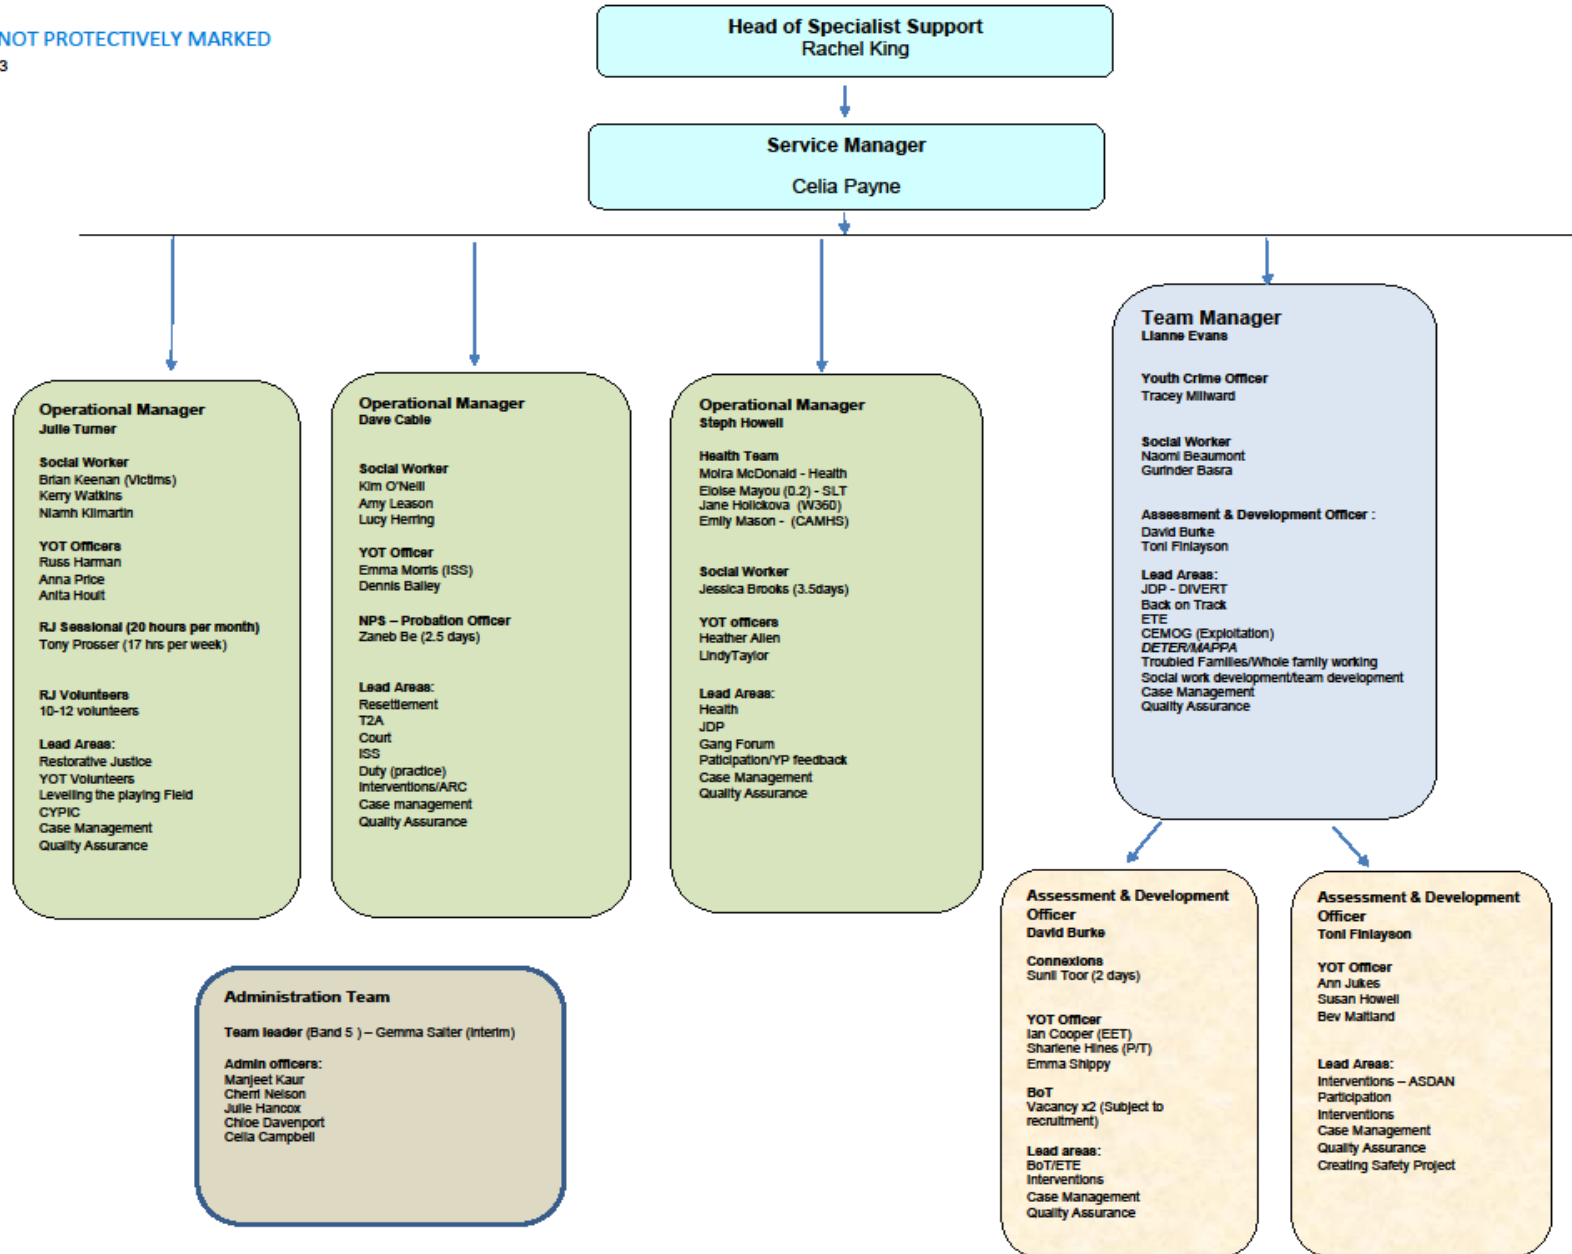 NOT PROTECTIVELY MARKED
3
Head of Specialist Support
Rachel King
Service Manager
Celia Payne
Operational Manager
Julie Turner
Social Worker
Brian Keenan (Victims)
Kerry Watkins
Niamh Kilmartin
YOT Officers
Russ Harman
Anna Price
Anita Hoult
RJ Sessional (20 hours per month)
Tony Prosser (17 hrs per week)
RJ Volunteers
10-12 volunteers
Lead Areas:
Restorative Justice
YOT Volunteers
Levelling the playing Field
CYPIC
Case Management
Quality Assurance
Operational Manager
Dave Cable
Social Worker
Kim O'Neill
Amy Leason
Lucy Herring
YOT Officer
Emma Morris (ISS)
Dennis Bailey
NPS – Probation Officer
Zaneb Be (2.5 days)
Lead Areas:
Resettlement
T2A
Court
ISS
Duty (practice)
Interventions/ARC
Case management
Quality Assurance
Operational Manager
Steph Howell
Health Team
Moira McDonald - Health
Eloise Mayou (0.2) - SLT
Jane Holickova (W360)
Emily Mason - (CAMHS)
Social Worker
Jessica Brooks (3.5days)
YOT officers
Heather Allen
LindyTaylor
Lead Areas:
Health
JDP
Gang Forum
Paticipation/YP feedback
Case Management
Quality Assurance
Team Manager
Lianne Evans
Youth Crime Officer
Tracey Millward
Social Worker
Naomi Beaumont
Gurinder Basra
Assessment & Development Officer :
David Burke
Toni Finlayson
Lead Areas:
JDP - DIVERT
Back on Track
ETE
CEMOG (Exploitation)
DETER/MAPPA
Troubled Families/Whole family working
Social work development/team development
Case Management
Quality Assurance
Assessment & Development
Officer
David Burke
Connexions
Sunil Toor (2 days)
YOT Officer
Ian Cooper (EET)
Sharlene Hines (P/T)
Emma Shippy
BoT
Vacancy x2 (Subject to
recruitment)
Lead areas:
BoT/ETE
Interventions
Case Management
Quality Assurance
Assessment & Development
Officer
Toni Finlayson
YOT Officer
Ann Jukes
Susan Howell
Bev Maitland
Lead Areas:
Interventions – ASDAN
Participation
Interventions
Case Management
Quality Assurance
Creating Safety Project
Administration Team
Team leader (Band 5 ) – Gemma Salter (Interim)
Admin officers:
Manjeet Kaur
Cherri Nelson
Julie Hancox
Chloe Davenport
Celia Campbell